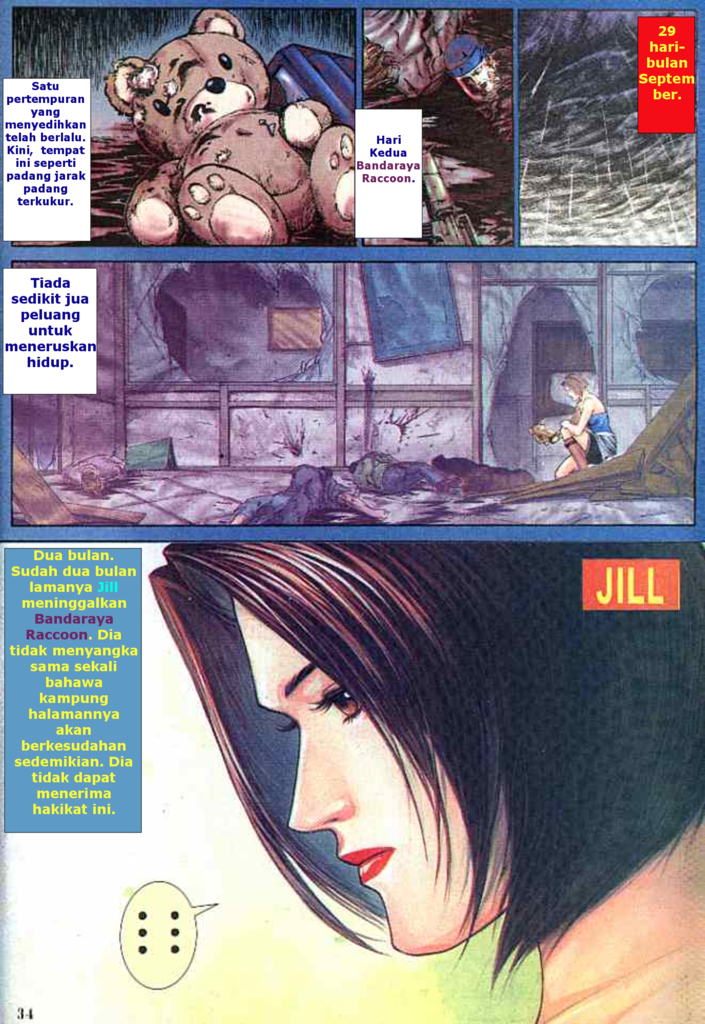 Satu
pertempuran
yang
menyedihkan
telah berlalu.
Kini, tempat
ini seperti
padang jarak
padang
terkukur.
Hari
Kedua
Bandaraya
Raccoon.
29
hari-
bulan
Septem
ber.
Tiada
sedikit jua
peluang
untuk
meneruskan
hidup.
Dua bulan.
Sudah dua bulan
lamanya Jill
meninggalkan
Bandaraya
Raccoon. Dia
tidak menyangka
sama sekali
bahawa
kampung
halamannya
akan
berkesudahan
sedemikian. Dia
tidak dapat
menerima
hakikat ini.
JILL
34